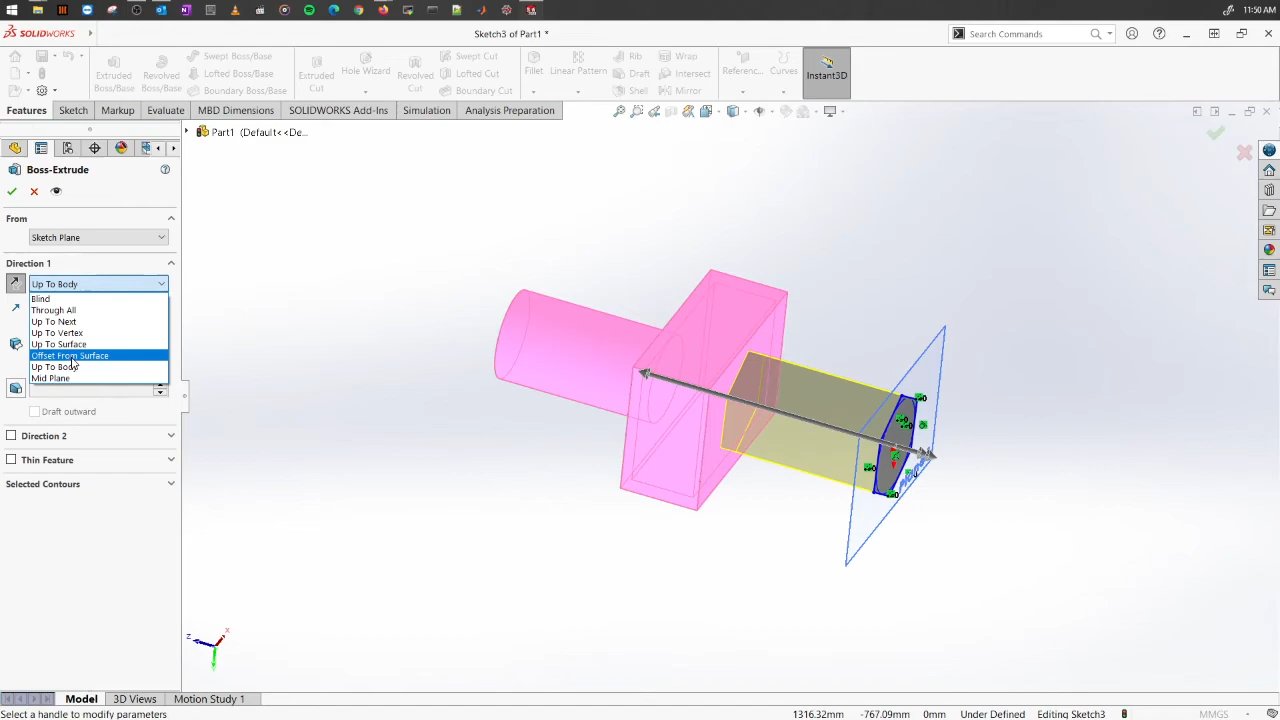 11:50 AM
SOLIDWORKS
Sketch3 of Part1 *
Search Commands
Extruded Boss/Base
Revolved Boss/Base
Swept Boss/Base
Lofted Boss/Base
Boundary Boss/Base
Extruded Cut
Hole Wizard
Revolved Cut
Swept Cut
Lofted Cut
Boundary Cut
Fillet
Linear Pattern
Rib
Draft
Shell
Wrap
Intersect
Mirror
Referenc...
Curves
Instant3D
Features
Sketch
Markup
Evaluate
MBD Dimensions
SOLIDWORKS Add-Ins
Simulation
Analysis Preparation
Part1 (Default<<De...
Boss-Extrude
From
Sketch Plane
Direction 1
Up To Body
Blind
Through All
Up To Next
Up To Vertex
Up To Surface
Offset From Surface
Up To Body
Mid Plane
Draft outward
Direction 2
Thin Feature
Selected Contours
z
x
y
Model
3D Views
Motion Study 1
Select a handle to modify parameters
1316.32mm
-767.09mm
0mm
Under Defined
Editing Sketch3
MMGS